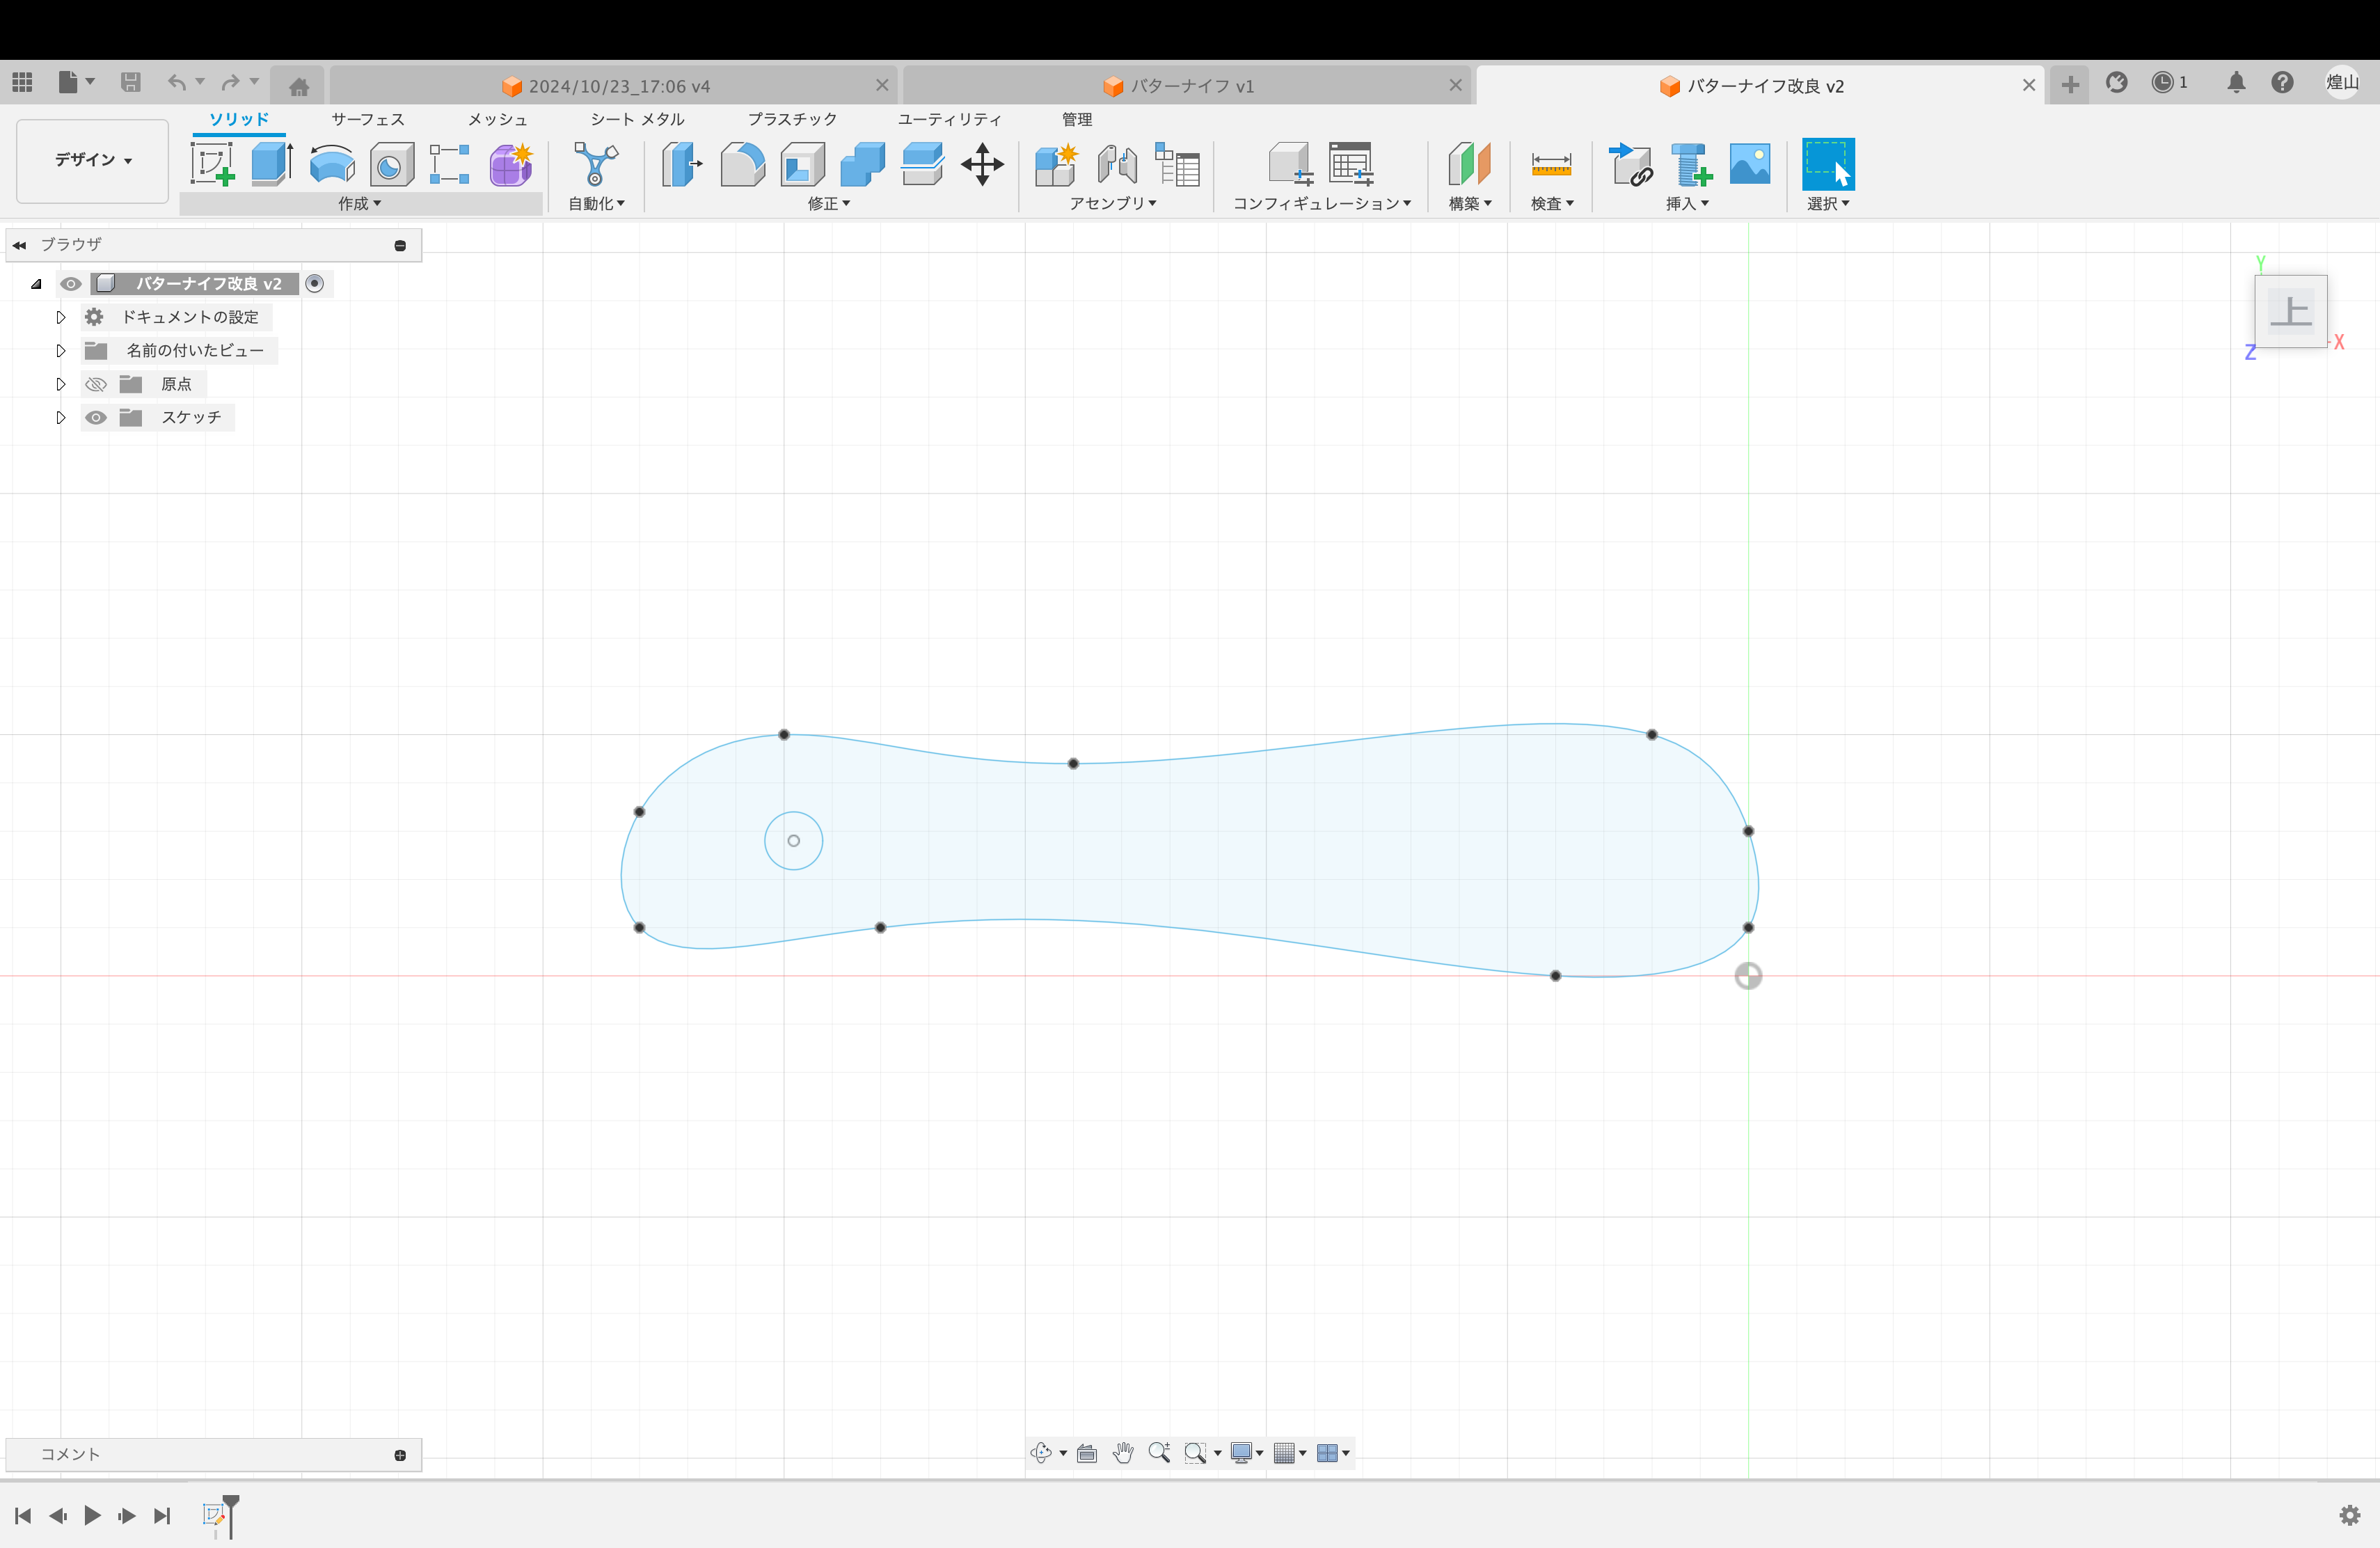 2024/10/23_17:06 v4
バターナイフ v1
バターナイフ改良 v2
1
煌山
デザイン
ソリッド
サーフェス
メッシュ
シート メタル
プラスチック
ユーティリティ
管理
作成
自動化
修正
アセンブリ
コンフィギュレーション
構築
検査
挿入
選択
ブラウザ
バターナイフ改良 v2
ドキュメントの設定
名前の付いたビュー
原点
スケッチ
Y
上
X
Z
コメント